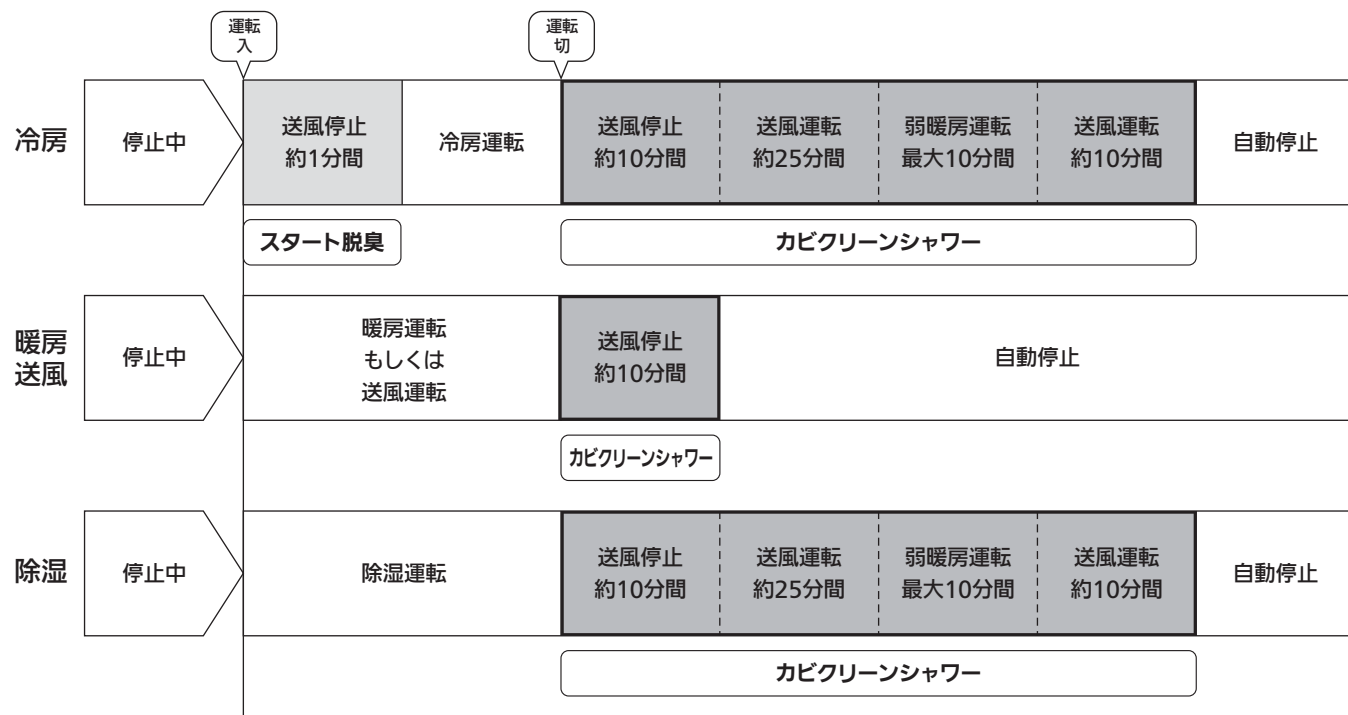 運転
入
運転
切
冷房
停止中
送風停止
約1分間
冷房運転
送風停止
約10分間
送風運転
約25分間
弱暖房運転
最大10分間
送風運転
約10分間
自動停止
スタート脱臭
カビクリーンシャワー
暖房
送風
停止中
暖房運転
もしくは
送風運転
送風停止
約10分間
自動停止
カビクリーンシャワー
除湿
停止中
除湿運転
送風停止
約10分間
送風運転
約25分間
弱暖房運転
最大10分間
送風運転
約10分間
自動停止
カビクリーンシャワー